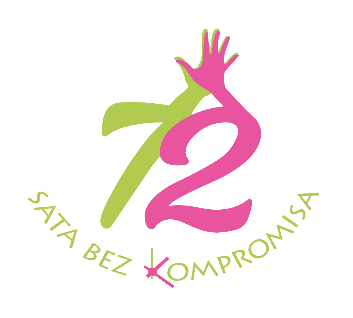 72
SATA BEZ KOMPROMISA